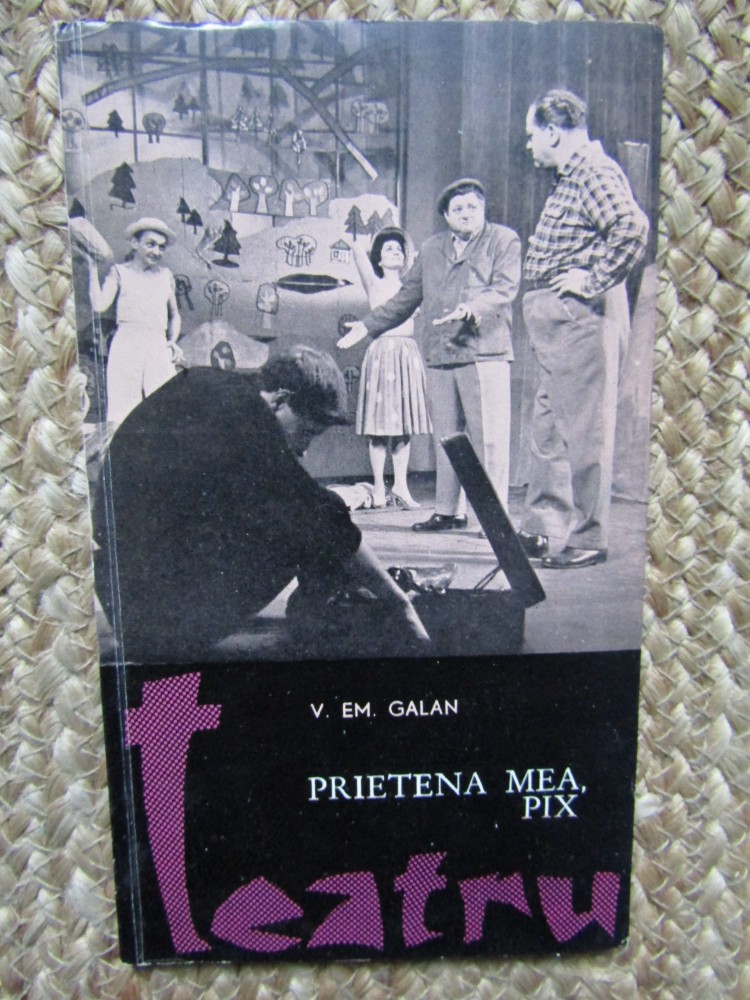 V. EM. GALAN
PRIETENA MEA,
PIX
teatru